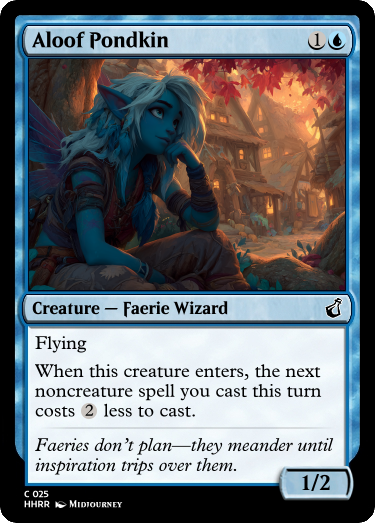 Aloof Pondkin 1
Creature — Faerie Wizard
Flying
When this creature enters, the next
noncreature spell you cast this turn
costs 2 less to cast.
Faeries don't plan—they meander until
inspiration trips over them.
1/2
C 025
HHRR Midjourney